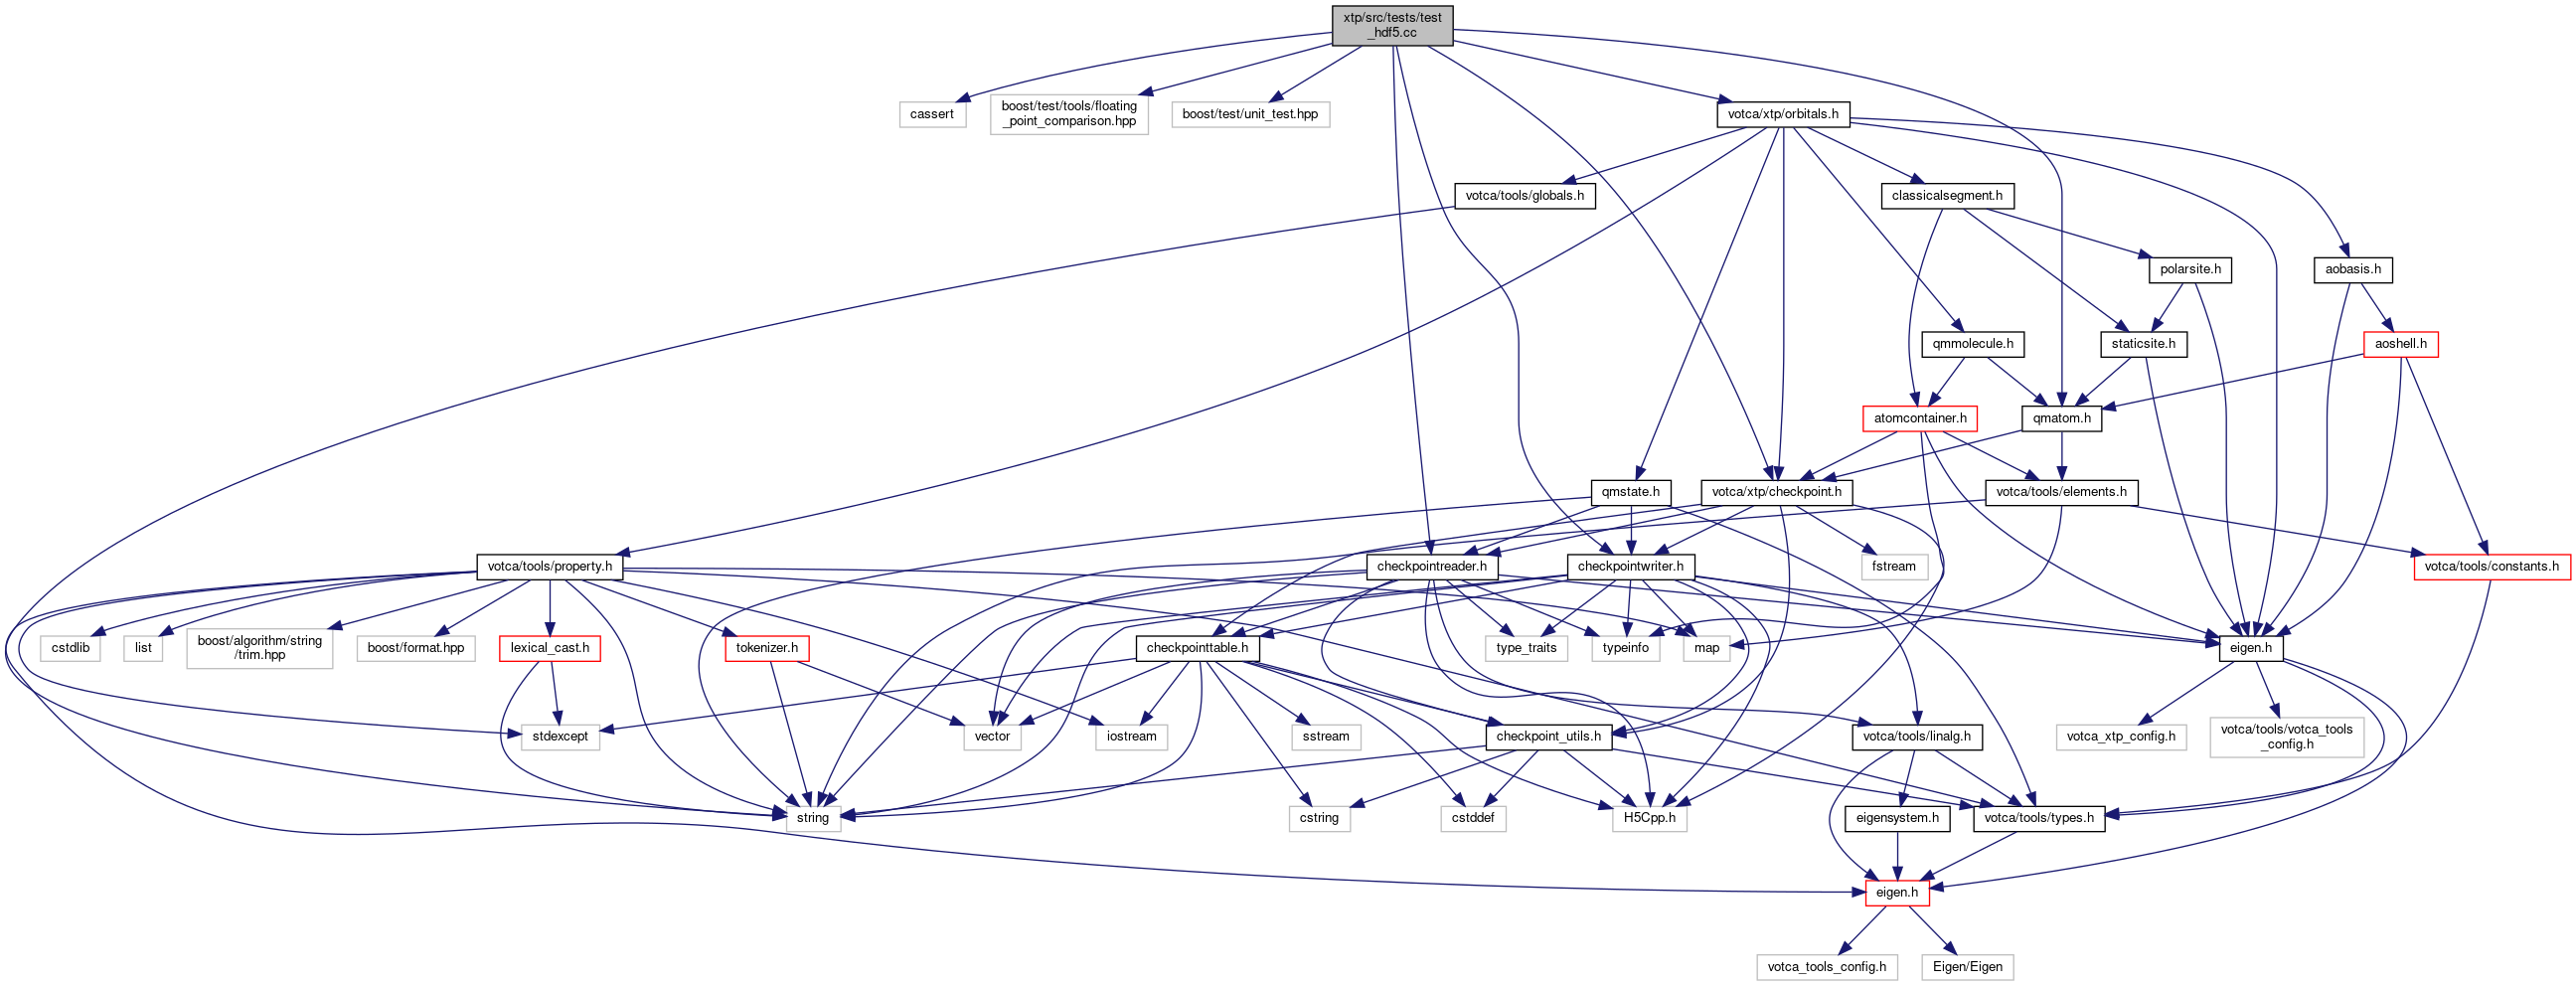 xtp/src/tests/test
_hdf5.cc
cassert
boost/test/tools/floating
_point_comparison.hpp
boost/test/unit_test.hpp
votca/xtp/orbitals.h
votca/tools/globals.h
classicalsegment.h
polarsite.h
aobasis.h
qmmolecule.h
staticsite.h
aoshell.h
atomcontainer.h
qmatom.h
qmstate.h
votca/xtp/checkpoint.h
votca/tools/elements.h
votca/tools/property.h
checkpointreader.h
checkpointwriter.h
fstream
votca/tools/constants.h
cstdlib
list
boost/algorithm/string
/trim.hpp
boost/format.hpp
lexical_cast.h
tokenizer.h
checkpointtable.h
type_traits
typeinfo
map
eigen.h
stdexcept
vector
iostream
sstream
checkpoint_utils.h
votca/tools/linalg.h
votca_xtp_config.h
votca/tools/votca_tools
_config.h
string
cstring
cstddef
H5Cpp.h
eigensystem.h
votca/tools/types.h
eigen.h
votca_tools_config.h
Eigen/Eigen